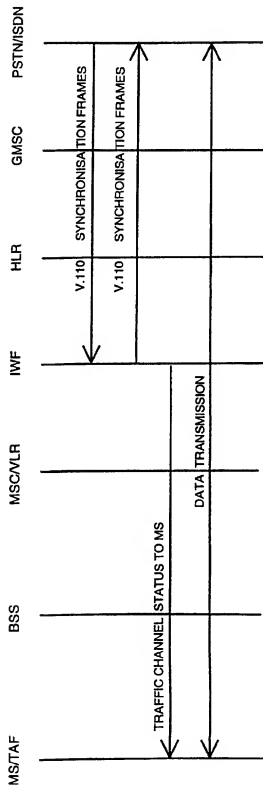 MS/TAF
BSS
MSC/VLR
IWF
HLR
GMSC
PSTN/ISDN
V.110 SYNCHRONISATION FRAMES
V.110 SYNCHRONISATION FRAMES
TRAFFIC CHANNEL STATUS TO MS
DATA TRANSMISSION